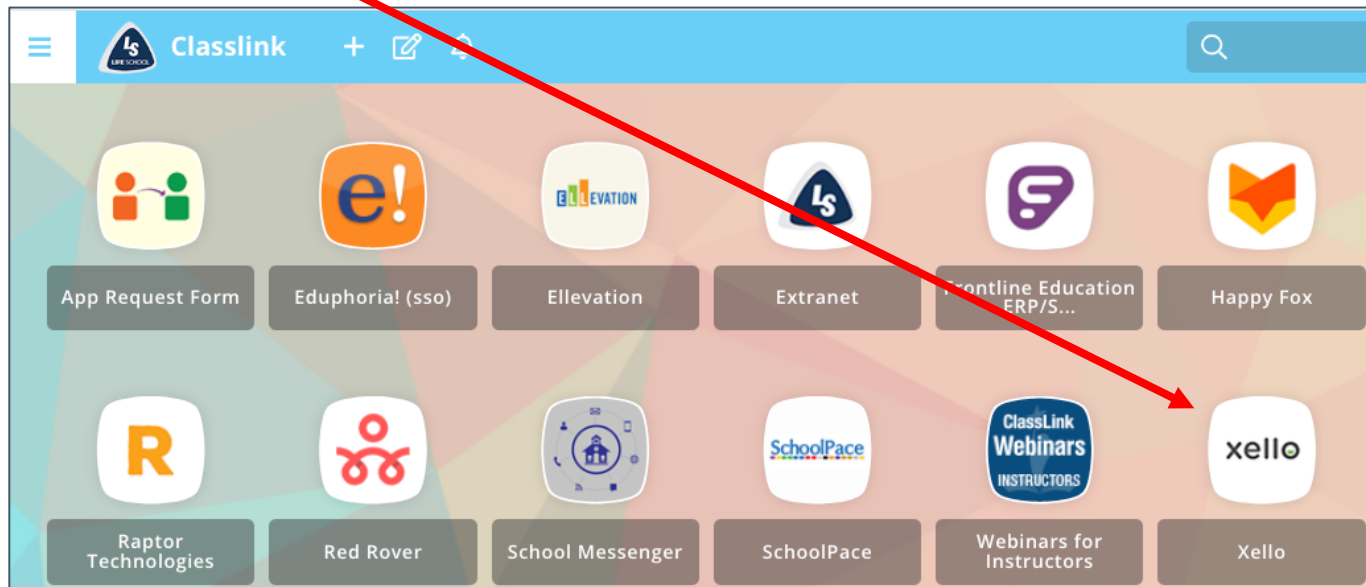 LS
LIFE SCHOOL
Classlink
e!
ELLEVATION
LS
App Request Form
Eduphoria! (sso)
Ellevation
Extranet
Frontline Education
ERP/S...
Happy Fox
R
SchoolPace
ClassLink
Webinars
INSTRUCTORS
xello
Raptor
Technologies
Red Rover
School Messenger
SchoolPace
Webinars for
Instructors
Xello